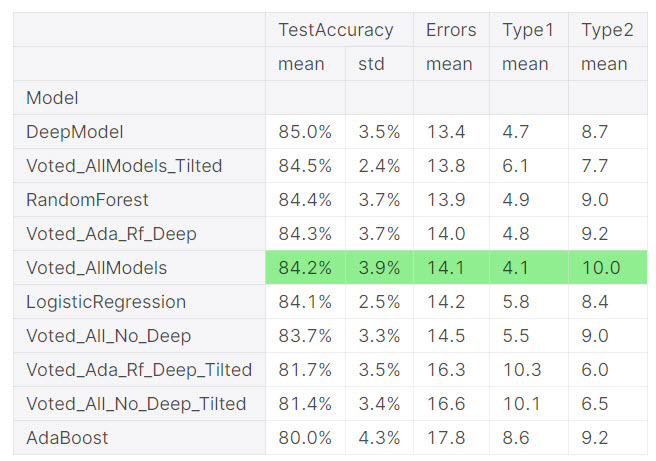 TestAccuracy Errors Type1 Type2
mean std mean mean mean
Model
DeepModel 85.0% 3.5% 13.4 4.7 8.7
Voted_AllModels_Tilted 84.5% 2.4% 13.8 6.1 7.7
RandomForest 84.4% 3.7% 13.9 4.9 9.0
Voted_Ada_Rf_Deep 84.3% 3.7% 14.0 4.8 9.2
Voted_AllModels 84.2% 3.9% 14.1 4.1 10.0
LogisticRegression 84.1% 2.5% 14.2 5.8 8.4
Voted_All_No_Deep 83.7% 3.3% 14.5 5.5 9.0
Voted_Ada_Rf_Deep_Tilted 81.7% 3.5% 16.3 10.3 6.0
Voted_All_No_Deep_Tilted 81.4% 3.4% 16.6 10.1 6.5
AdaBoost 80.0% 4.3% 17.8 8.6 9.2